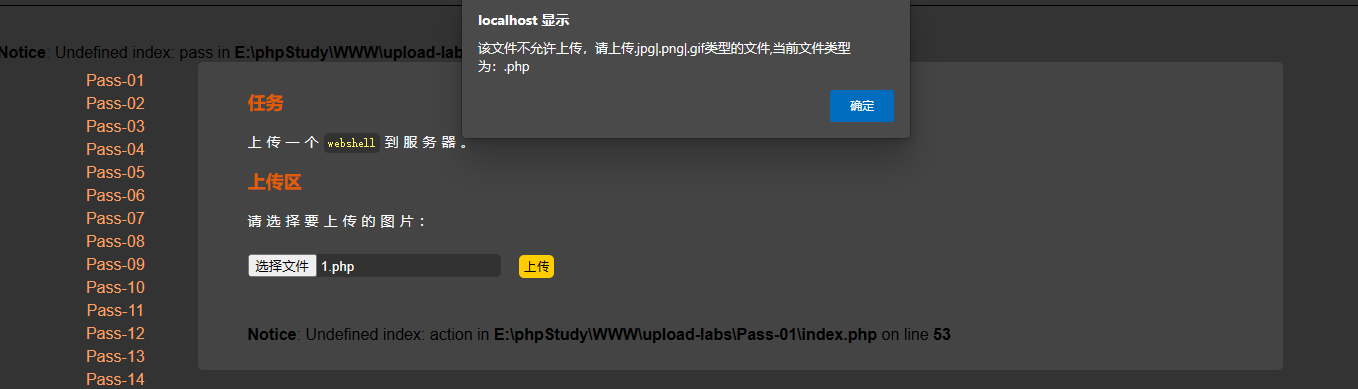 localhost 显示
该文件不允许上传，请上传.jpg|.png|.gif类型的文件,当前文件类型
为：.php
确定
Notice: Undefined index: pass in E:\phpStudy\WWW\upload-labs
Pass-01
Pass-02
Pass-03
Pass-04
Pass-05
Pass-06
Pass-07
Pass-08
Pass-09
Pass-10
Pass-11
Pass-12
Pass-13
Pass-14
任务
上传一个 webshell 到服务器。
上传区
请选择要上传的图片：
选择文件 1.php 上传
Notice: Undefined index: action in E:\phpStudy\WWW\upload-labs\Pass-01\index.php on line 53